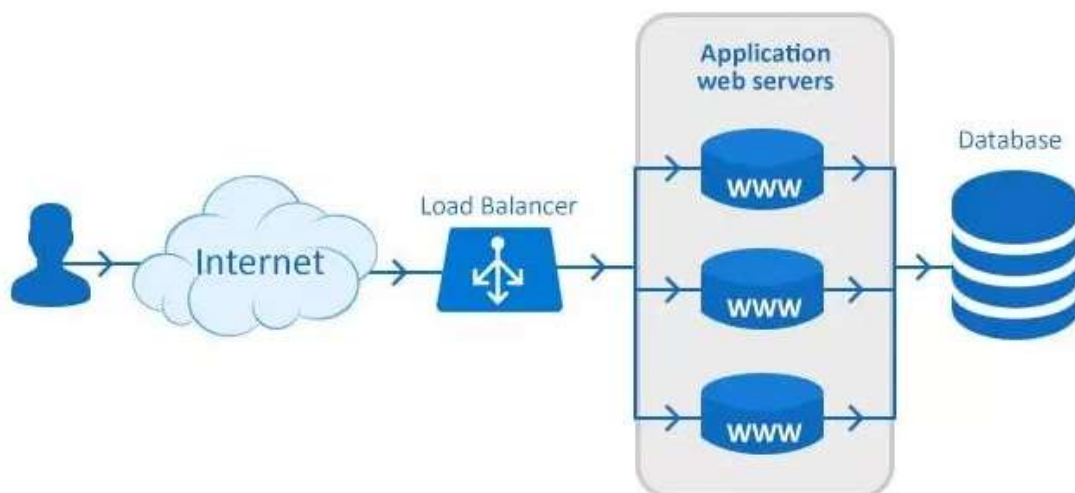 Application
web servers
Database
Load Balancer
Internet
WWW
WWW
WWW